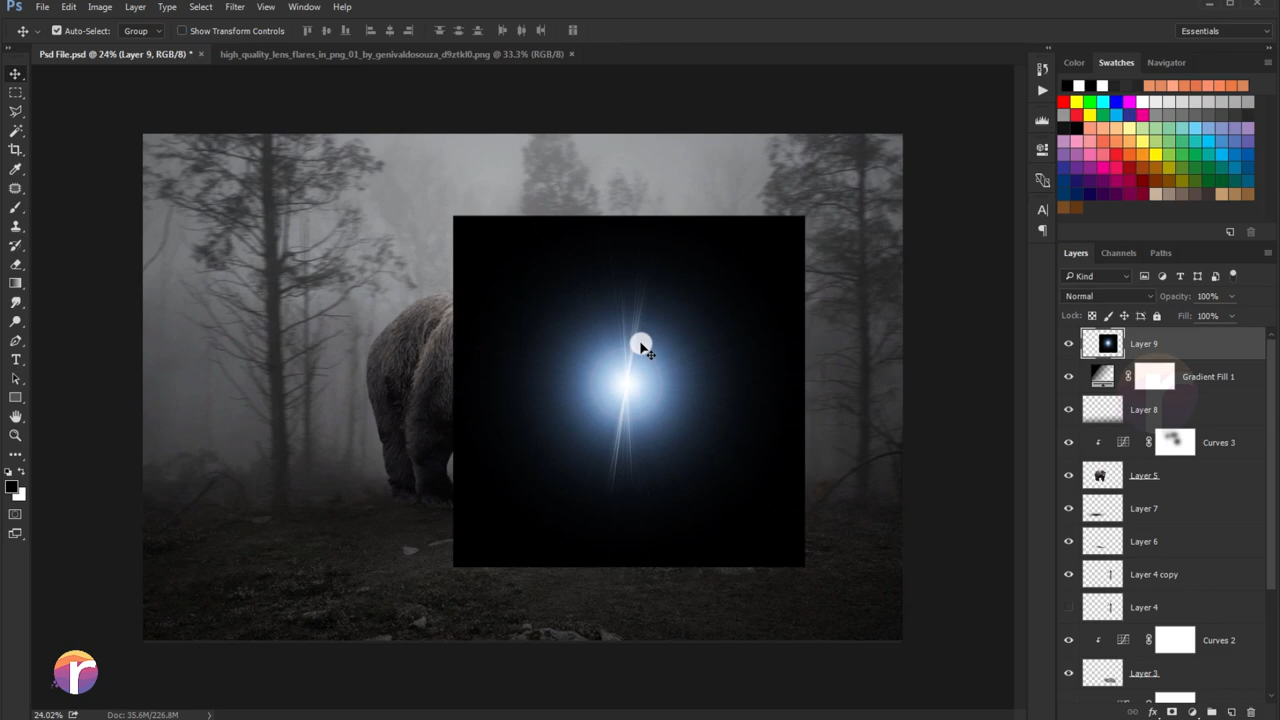 Ps File Edit Image Layer Type Select Filter View Window Help
Auto-Select: Group Show Transform Controls Essentials
Psd File.psd @ 24% (Layer 9, RGB/8) * × high_quality_lens_flares_in_png_01_by_genivaldosouza_d9ztkl0.png @ 33.3% (RGB/8) ×
Color Swatches Navigator
Layers Channels Paths
Kind
Normal Opacity: 100%
Lock: Fill: 100%
Layer 9
Gradient Fill 1
Layer 8
Curves 3
Layer 5
Layer 7
Layer 6
Layer 4 copy
Layer 4
Curves 2
Layer 3
r
24.02% Doc: 35.6M/226.8M
fx